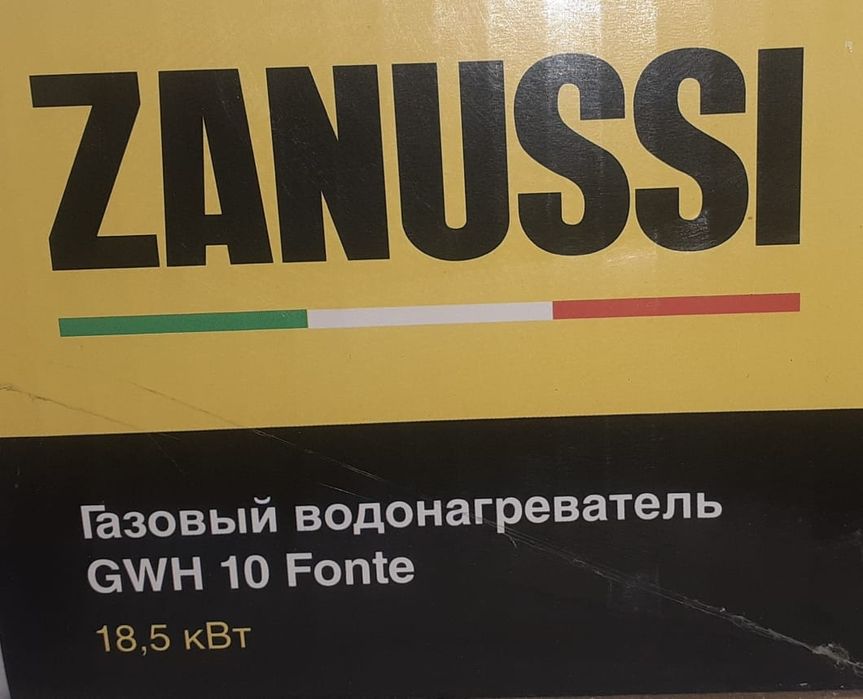 ZANUSSI
Газовый водонагреватель
GWH 10 Fonte
18,5 кВт